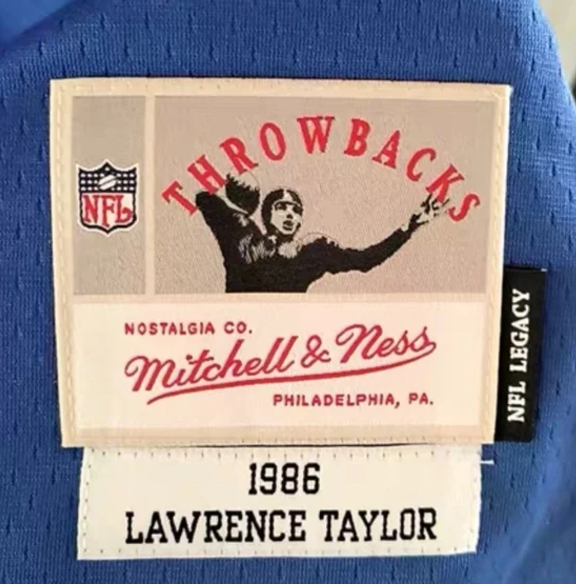 THROWBACKS
NFL
NOSTALGIA CO.
Mitchell & Ness
PHILADELPHIA, PA.
NFL LEGACY
1986
LAWRENCE TAYLOR